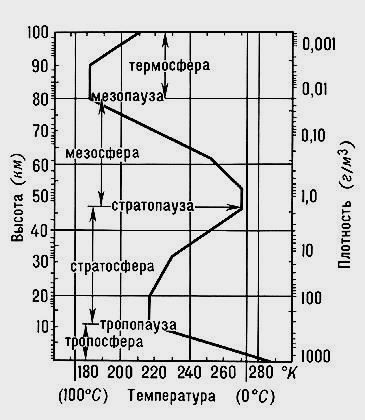 Высота (км)
100
90
80
70
60
50
40
30
20
10
термосфера
мезопауза
мезосфера
стратопауза
стратосфера
тропопауза
тропосфера
0,001
0,01
0,10
1,0
10
100
1000
Плотность (г/м³)
180 200 220 240 260 280 °K
(100°C) Температура (0°C)